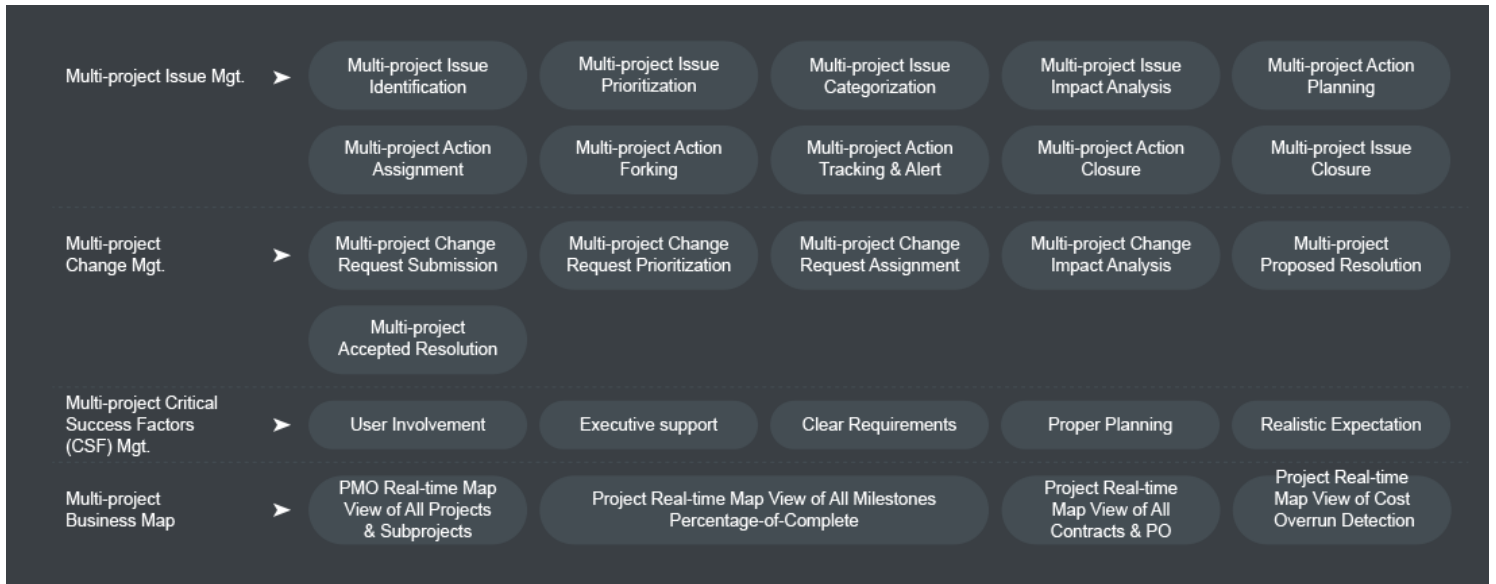 Multi-project Issue Mgt.
Multi-project Issue
Identification
Multi-project Issue
Prioritization
Multi-project Issue
Categorization
Multi-project Issue
Impact Analysis
Multi-project Action
Planning
Multi-project Action
Assignment
Multi-project Action
Forking
Multi-project Action
Tracking & Alert
Multi-project Action
Closure
Multi-project Issue
Closure
Multi-project
Change Mgt.
Multi-project Change
Request Submission
Multi-project Change
Request Prioritization
Multi-project Change
Request Assignment
Multi-project Change
Impact Analysis
Multi-project
Proposed Resolution
Multi-project
Accepted Resolution
Multi-project Critical
Success Factors
(CSF) Mgt.
User Involvement
Executive support
Clear Requirements
Proper Planning
Realistic Expectation
Multi-project
Business Map
PMO Real-time Map
View of All Projects
& Subprojects
Project Real-time Map View of All Milestones
Percentage-of-Complete
Project Real-time
Map View of All
Contracts & PO
Project Real-time
Map View of Cost
Overrun Detection